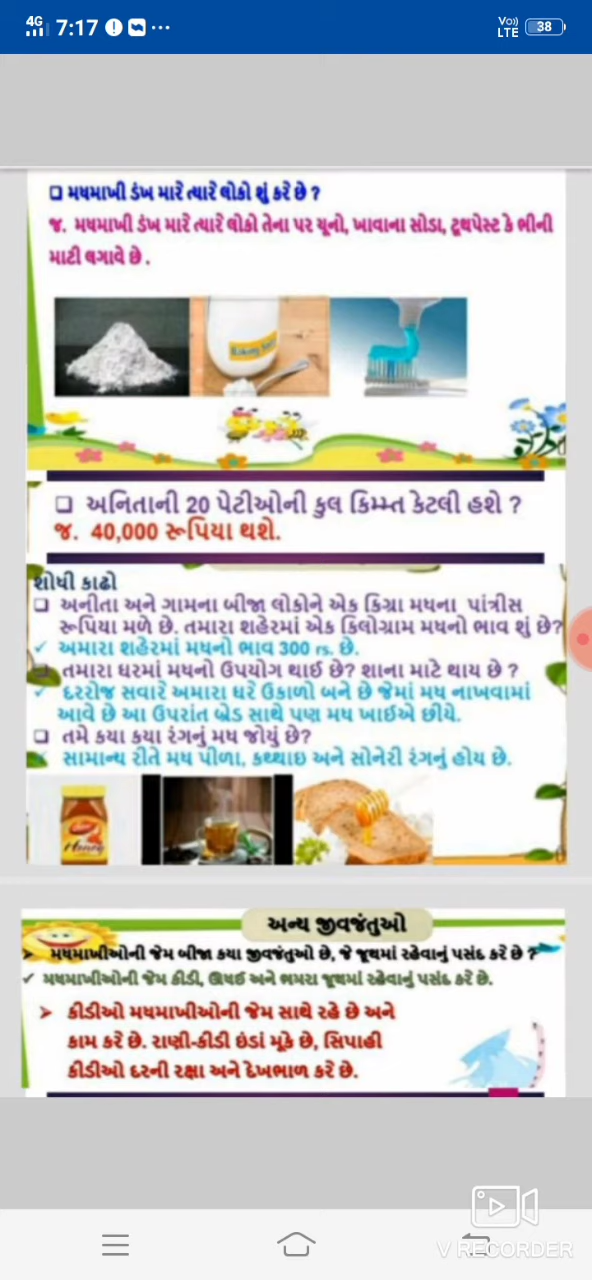 4G 7:17
Vo)) LTE 38
❑ મધમાખી ડંખ મારે ત્યારે લોકો શું કરે છે ?
જ. મધમાખી ડંખ મારે ત્યારે લોકો તેના પર ચૂનો, ખાવાના સોડા, ટૂથપેસ્ટ કે ભીની
માટી લગાવે છે .
❑ અનિતાની 20 પેટીઓની કુલ કિમ્મ્ત કેટલી હશે ?
જ. 40,000 રૂપિયા થશે.
શોધી કાઢો
❑ અનીતા અને ગામના બીજા લોકોને એક કિગ્રા મધના પાંત્રીસ
રૂપિયા મળે છે. તમારા શહેરમાં એક કિલોગ્રામ મધનો ભાવ શું છે?
✓ અમારા શહેરમાં મધનો ભાવ 300 rs. છે.
તમારા ઘરમાં મધનો ઉપયોગ થાઈ છે? શાના માટે થાય છે ?
✓ દરરોજ સવારે અમારા ઘરે ઉકાળો બને છે જેમાં મધ નાખવામાં
આવે છે આ ઉપરાંત બ્રેડ સાથે પણ મધ ખાઈએ છીયે.
❑ તમે કયા કયા રંગનું મધ જોયું છે?
સામાન્ય રીતે મધ પીળા, કથ્થાઇ અને સોનેરી રંગનું હોય છે.
Honey
અન્ય જીવજંતુઓ
➤ મધમાખીઓની જેમ બીજા કયા જીવજંતુઓ છે, જે જૂથમાં રહેવાનું પસંદ કરે છે ?
✓ મધમાખીઓની જેમ કીડી, ઊધઈ અને ભમરા જૂથમાં રહેવાનું પસંદ કરે છે.
➤ કીડીઓ મધમાખીઓની જેમ સાથે રહે છે અને
કામ કરે છે. રાણી-કીડી ઇંડાં મૂકે છે, સિપાહી
કીડીઓ દરની રક્ષા અને દેખભાળ કરે છે.
V RECORDER